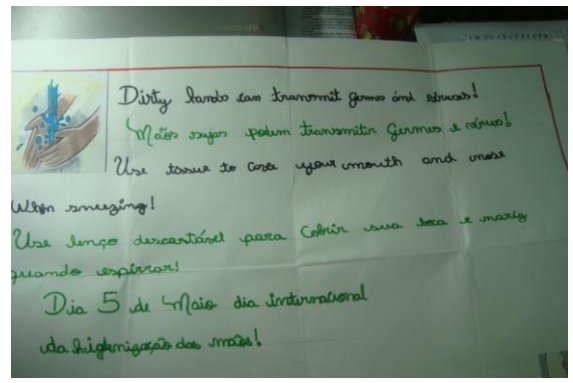 Dirty hands can transmit germs and viruses!
Mãos sujas podem transmitir germes e vírus!
Use tissue to cover your mouth and nose
When sneezing!
Use lenço descartável para cobrir sua boca e nariz
quando espirrar!
Dia 5 de Maio dia internacional
da higienização das mãos!